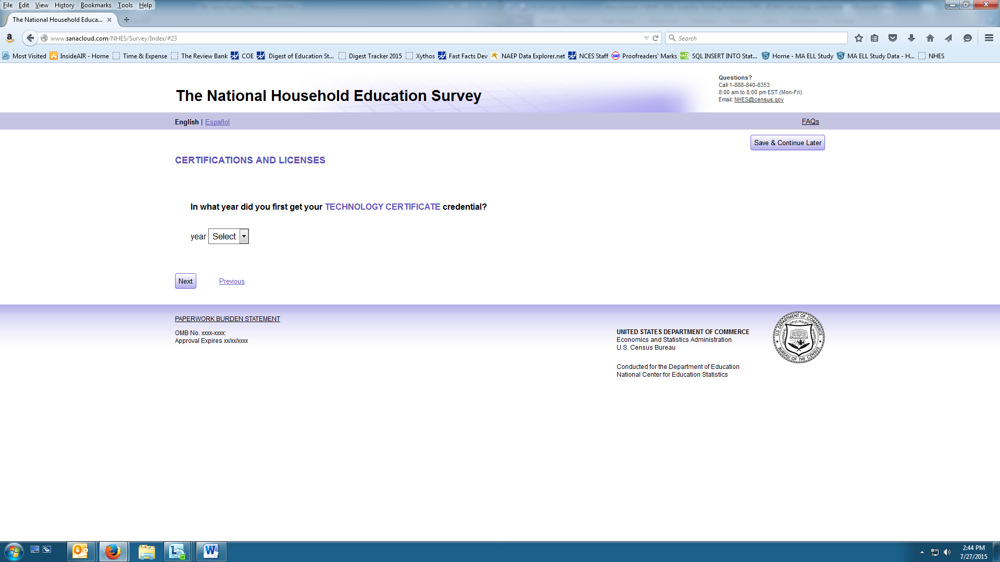 File Edit View History Bookmarks Tools Help
The National Household Educa...
www.sanacloud.com/NHES/Survey/Index/#23
Search
Most Visited InsideAIR - Home Time & Expense The Review Bank COE Digest of Education St... Digest Tracker 2015 Xythos Fast Facts Dev NAEP Data Explorer.net NCES Staff Proofreaders' Marks SQL INSERT INTO Stat... Home - MA ELL Study MA ELL Study Data - H... NHES
The National Household Education Survey
Questions?
Call 1-888-840-8353
8:00 am to 8:00 pm EST (Mon-Fri)
Email: NHES@census.gov
English | Español
FAQs
Save & Continue Later
CERTIFICATIONS AND LICENSES
In what year did you first get your TECHNOLOGY CERTIFICATE credential?
year Select
Next Previous
PAPERWORK BURDEN STATEMENT
OMB No. xxxx-xxxx:
Approval Expires xx/xx/xxxx
UNITED STATES DEPARTMENT OF COMMERCE
Economics and Statistics Administration
U.S. Census Bureau
Conducted for the Department of Education
National Center for Education Statistics
U.S. DEPARTMENT OF COMMERCE
BUREAU OF THE CENSUS
2:44 PM
7/27/2015